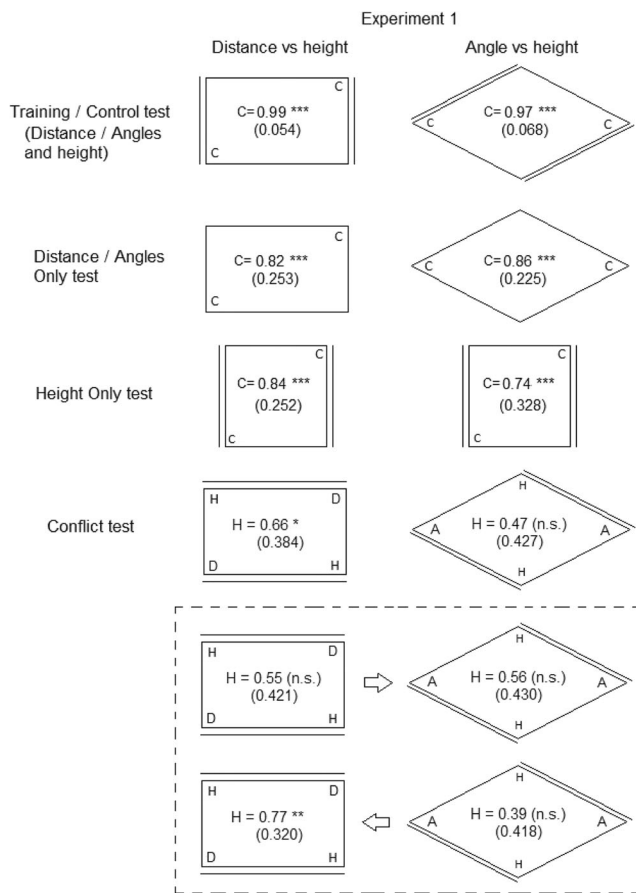 Experiment 1
Distance vs height
Angle vs height
Training / Control test
(Distance / Angles
and height)
C
C= 0.99 ***
(0.054)
C
C= 0.97 ***
(0.068)
C
C
Distance / Angles
Only test
C
C= 0.82 ***
(0.253)
C
C= 0.86 ***
(0.225)
C
C
Height Only test
C
C= 0.84 ***
(0.252)
C
C
C= 0.74 ***
(0.328)
C
Conflict test
H
D
H = 0.66 *
(0.384)
D
H
H
H = 0.47 (n.s.)
(0.427)
A
A
H
H
D
H = 0.55 (n.s.)
(0.421)
D
H
H
H = 0.56 (n.s.)
(0.430)
A
A
H
H
D
H = 0.77 **
(0.320)
D
H
H
H = 0.39 (n.s.)
(0.418)
A
A
H